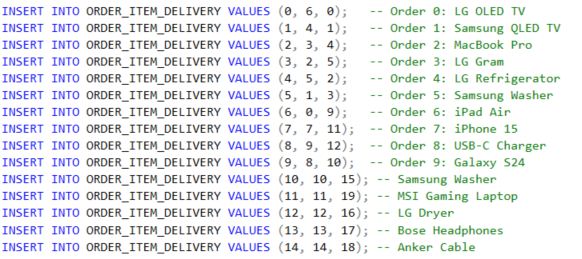 INSERT INTO ORDER_ITEM_DELIVERY VALUES (0, 6, 0);   -- Order 0: LG OLED TV
INSERT INTO ORDER_ITEM_DELIVERY VALUES (1, 4, 1);   -- Order 1: Samsung QLED TV
INSERT INTO ORDER_ITEM_DELIVERY VALUES (2, 3, 4);   -- Order 2: MacBook Pro
INSERT INTO ORDER_ITEM_DELIVERY VALUES (3, 2, 5);   -- Order 3: LG Gram
INSERT INTO ORDER_ITEM_DELIVERY VALUES (4, 5, 2);   -- Order 4: LG Refrigerator
INSERT INTO ORDER_ITEM_DELIVERY VALUES (5, 1, 3);   -- Order 5: Samsung Washer
INSERT INTO ORDER_ITEM_DELIVERY VALUES (6, 0, 9);   -- Order 6: iPad Air
INSERT INTO ORDER_ITEM_DELIVERY VALUES (7, 7, 11);  -- Order 7: iPhone 15
INSERT INTO ORDER_ITEM_DELIVERY VALUES (8, 9, 12);  -- Order 8: USB-C Charger
INSERT INTO ORDER_ITEM_DELIVERY VALUES (9, 8, 10);  -- Order 9: Galaxy S24
INSERT INTO ORDER_ITEM_DELIVERY VALUES (10, 10, 15); -- Samsung Washer
INSERT INTO ORDER_ITEM_DELIVERY VALUES (11, 11, 19); -- MSI Gaming Laptop
INSERT INTO ORDER_ITEM_DELIVERY VALUES (12, 12, 16); -- LG Dryer
INSERT INTO ORDER_ITEM_DELIVERY VALUES (13, 13, 17); -- Bose Headphones
INSERT INTO ORDER_ITEM_DELIVERY VALUES (14, 14, 18); -- Anker Cable